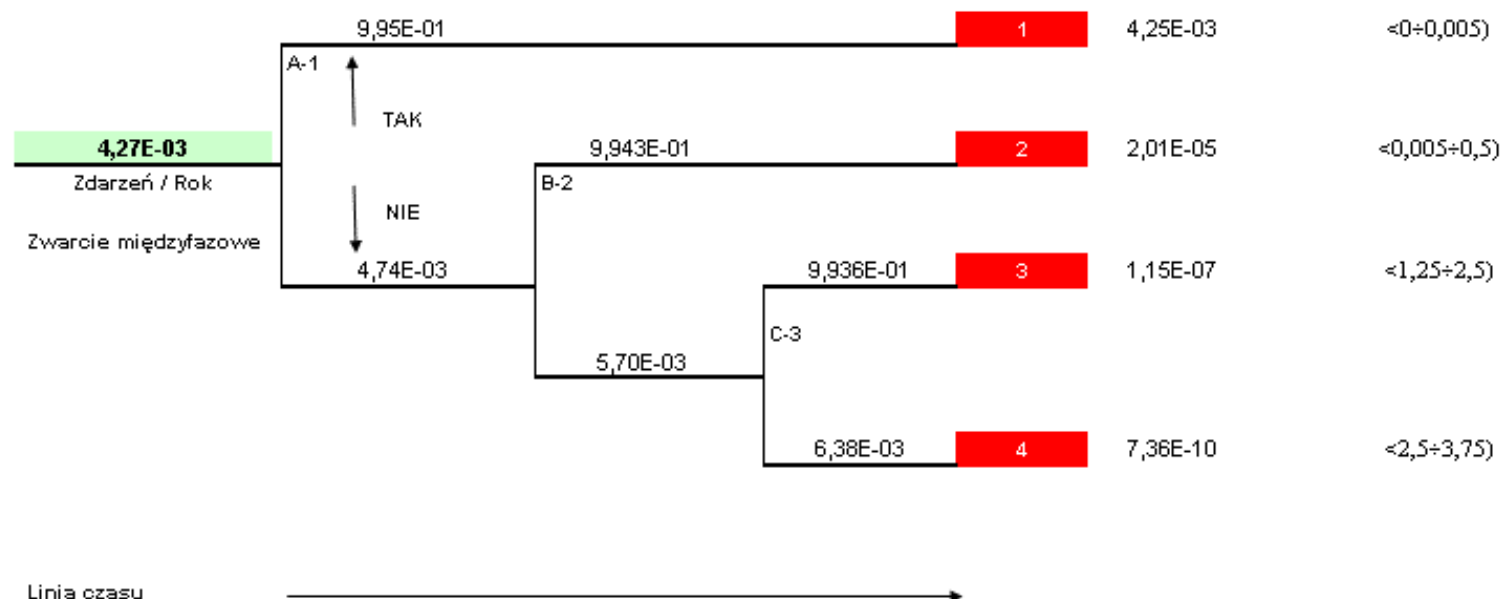 9,95E-01 1 4,25E-03 <0÷0,005)
A-1
TAK
4,27E-03 9,943E-01 2 2,01E-05 <0,005÷0,5)
Zdarzeń / Rok B-2
NIE
Zwarcie międzyfazowe
4,74E-03 9,936E-01 3 1,15E-07 <1,25÷2,5)
C-3
5,70E-03
6,38E-03 4 7,36E-10 <2,5÷3,75)
Linia czasu